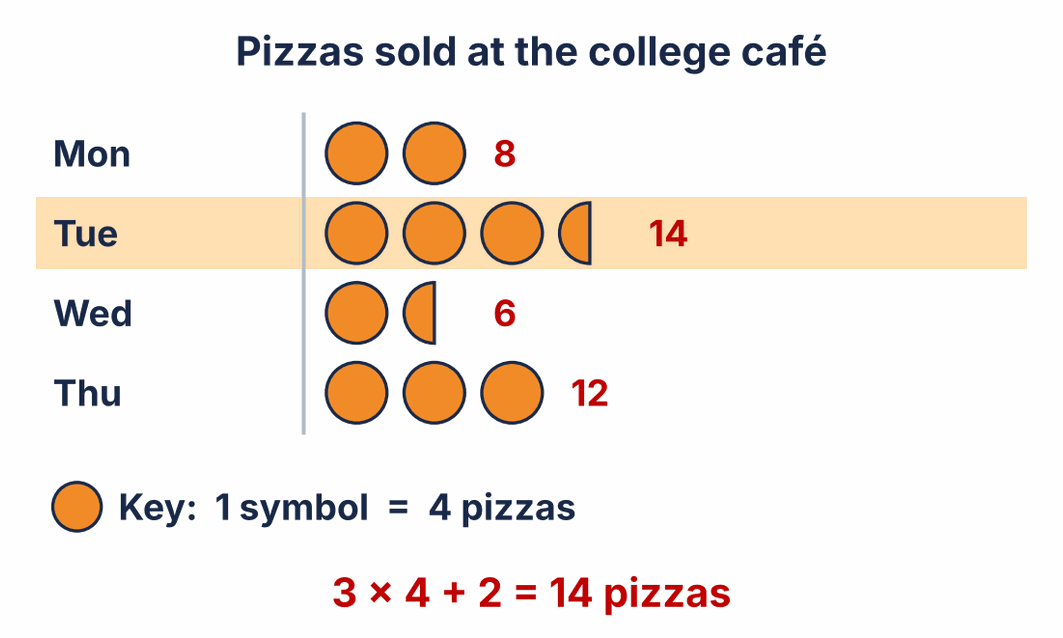 Pizzas sold at the college café
Mon 8
Tue 14
Wed 6
Thu 12
Key: 1 symbol = 4 pizzas
3 × 4 + 2 = 14 pizzas